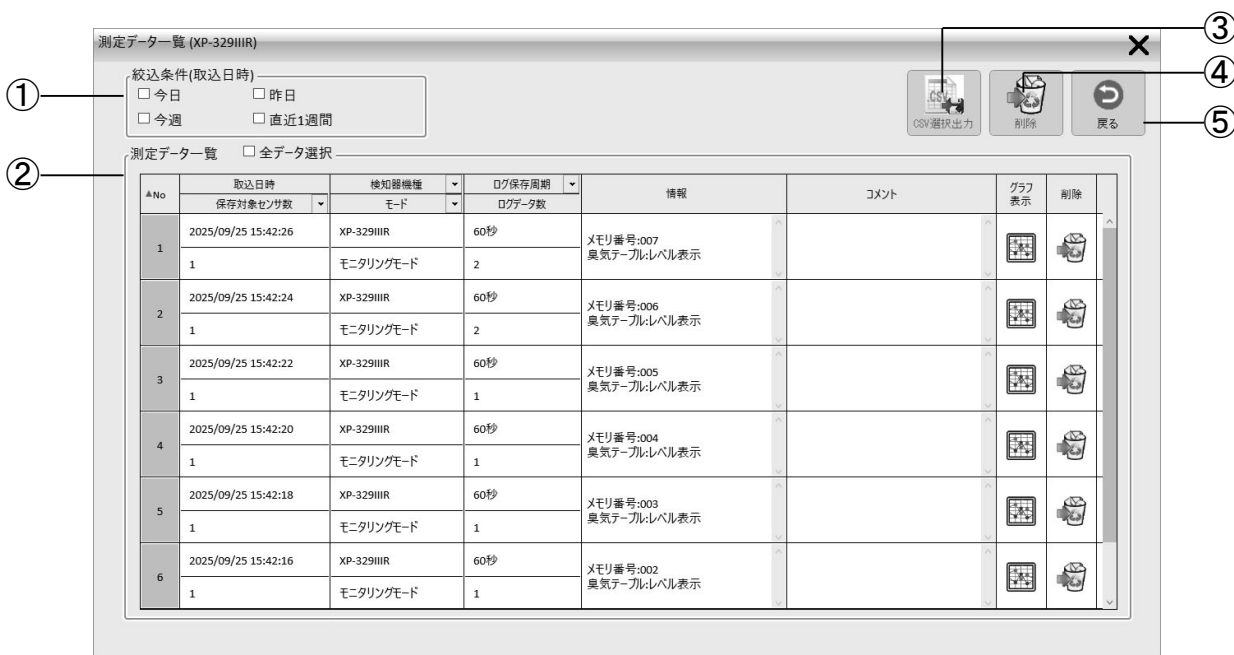 測定データ一覧 (XP-329IIIR)
③
絞込条件(取込日時)
①
□ 今日 □ 昨日
□ 今週 □ 直近1週間
CSV
CSV選択出力
削除
④
戻る
⑤
測定データ一覧 □ 全データ選択
②
▲No 取込日時 検知器機種 ログ保存周期 情報 コメント グラフ表示 削除
保存対象センサ数 モード ログデータ数
1 2025/09/25 15:42:26 XP-329IIIR 60秒 メモリ番号:007
1 モニタリングモード 2 臭気テーブル:レベル表示
2 2025/09/25 15:42:24 XP-329IIIR 60秒 メモリ番号:006
1 モニタリングモード 2 臭気テーブル:レベル表示
3 2025/09/25 15:42:22 XP-329IIIR 60秒 メモリ番号:005
1 モニタリングモード 1 臭気テーブル:レベル表示
4 2025/09/25 15:42:20 XP-329IIIR 60秒 メモリ番号:004
1 モニタリングモード 1 臭気テーブル:レベル表示
5 2025/09/25 15:42:18 XP-329IIIR 60秒 メモリ番号:003
1 モニタリングモード 1 臭気テーブル:レベル表示
6 2025/09/25 15:42:16 XP-329IIIR 60秒 メモリ番号:002
1 モニタリングモード 1 臭気テーブル:レベル表示